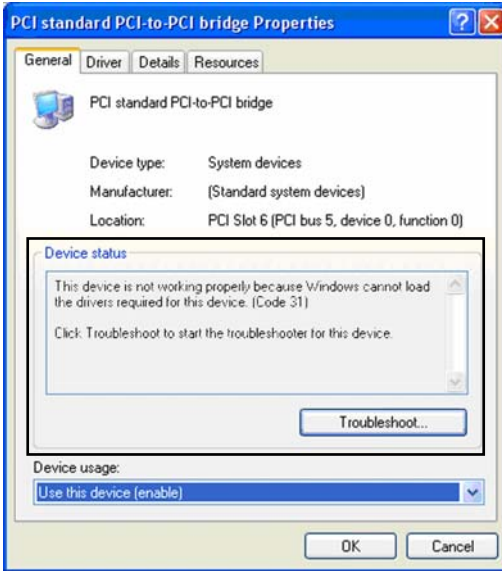 PCI standard PCI-to-PCI bridge Properties
General Driver Details Resources
PCI standard PCI-to-PCI bridge
Device type: System devices
Manufacturer: (Standard system devices)
Location: PCI Slot 6 (PCI bus 5, device 0, function 0)
Device status
This device is not working properly because Windows cannot load
the drivers required for this device. (Code 31)
Click Troubleshoot to start the troubleshooter for this device.
Troubleshoot...
Device usage:
Use this device (enable)
OK Cancel